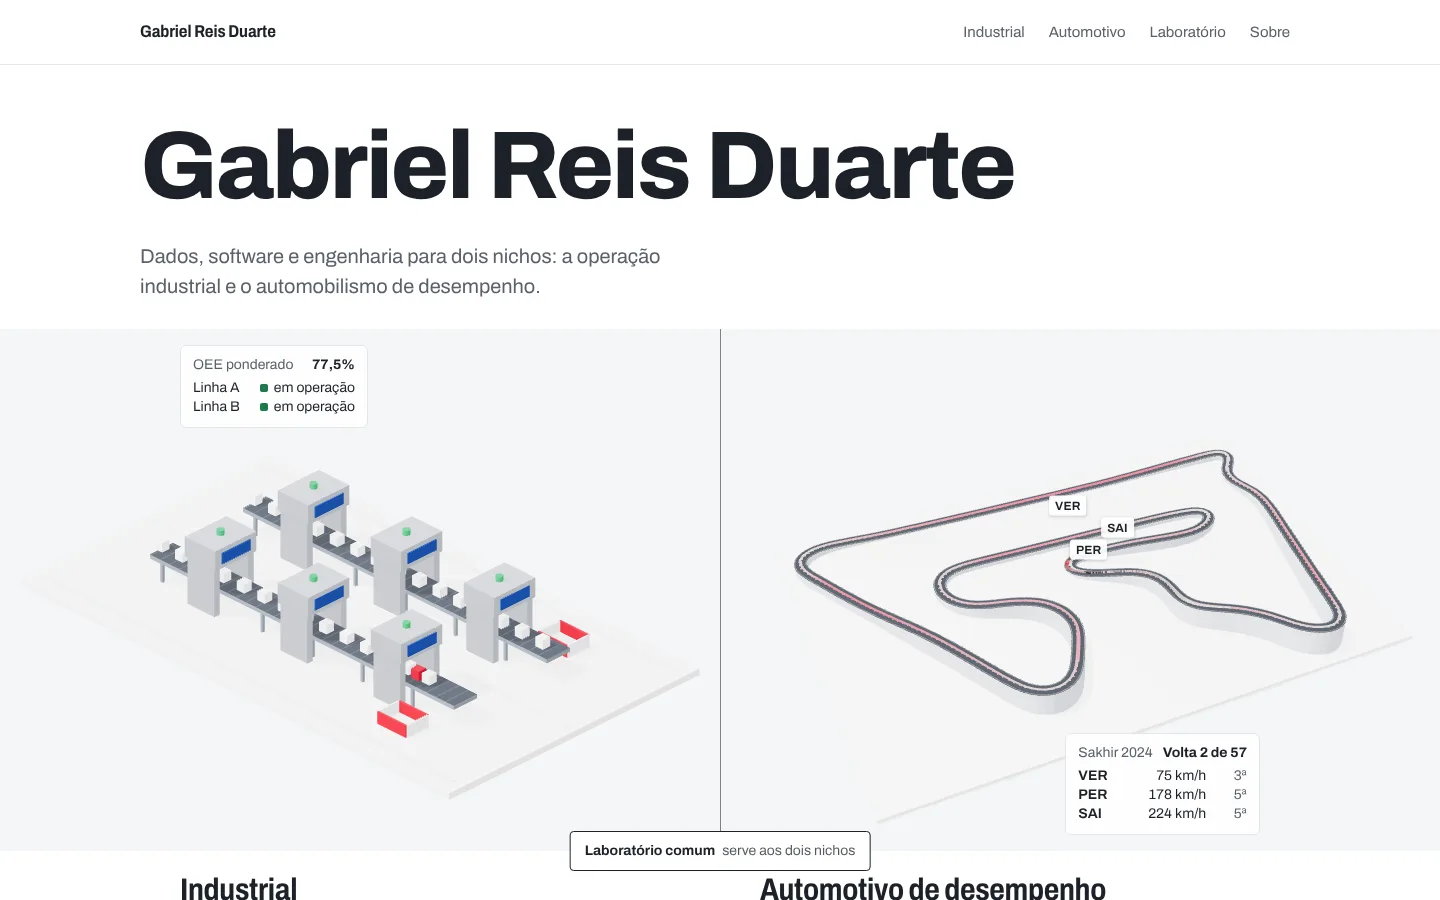 Gabriel Reis Duarte
Industrial Automotivo Laboratório Sobre
Gabriel Reis Duarte
Dados, software e engenharia para dois nichos: a operação
industrial e o automobilismo de desempenho.
OEE ponderado 77,5%
Linha A em operação
Linha B em operação
VER
SAI
PER
Sakhir 2024 Volta 2 de 57
VER 75 km/h 3ª
PER 178 km/h 5ª
SAI 224 km/h 5ª
Laboratório comum serve aos dois nichos
Industrial
Automotivo de desempenho